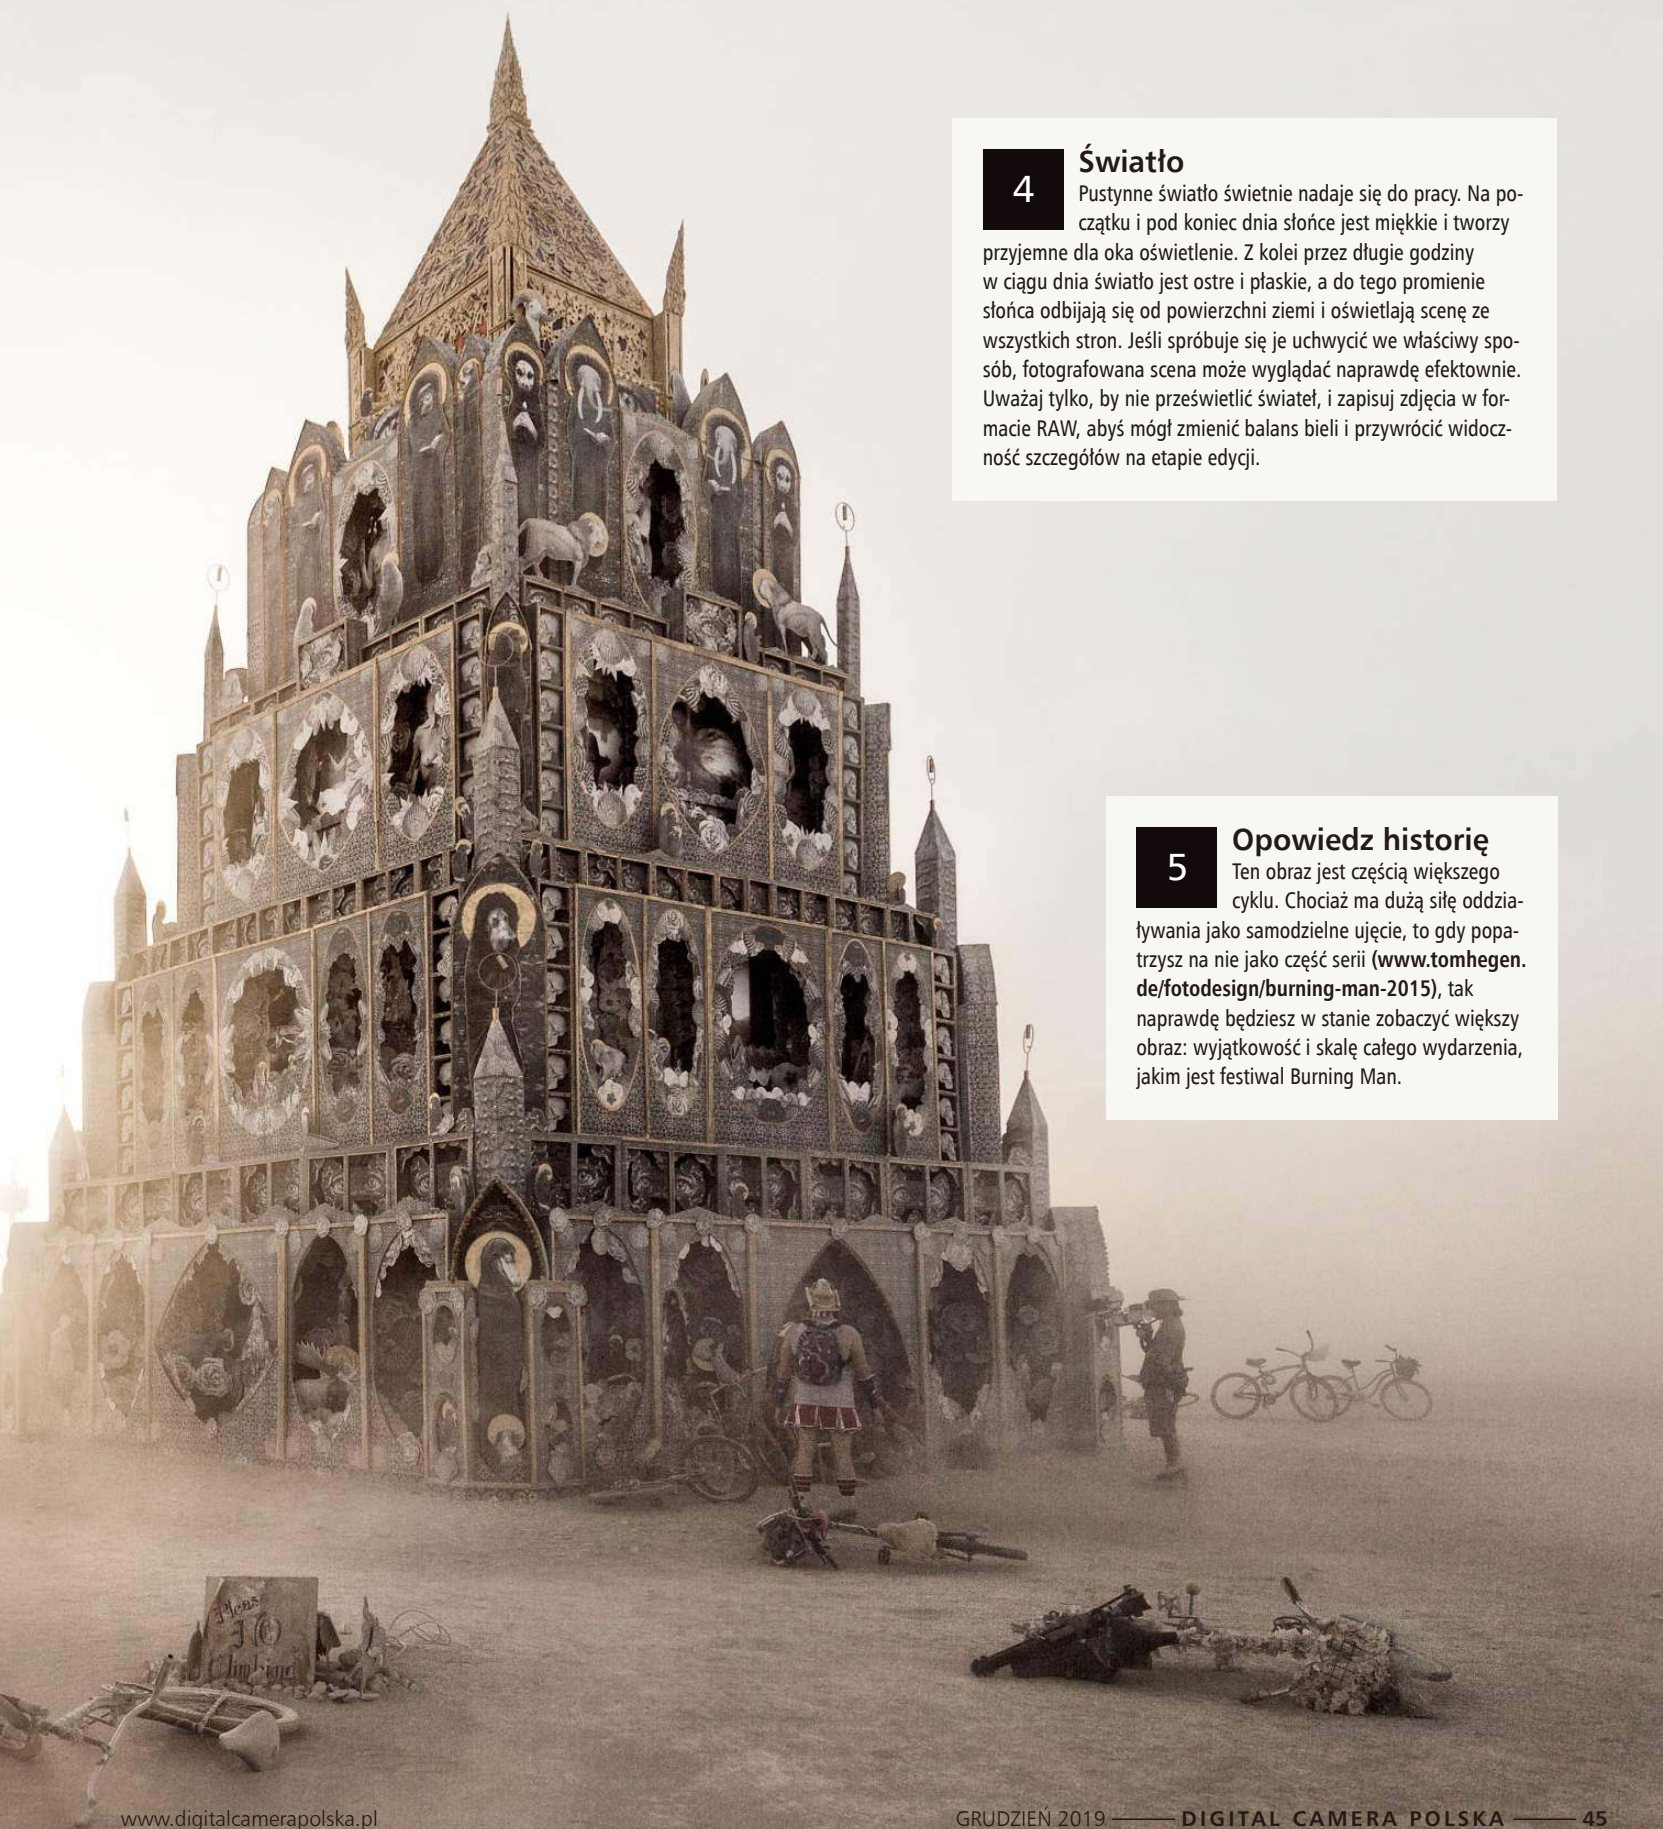 4
Światło
Pustynne światło świetnie nadaje się do pracy. Na po-
czątku i pod koniec dnia słońce jest miękkie i tworzy
przyjemne dla oka oświetlenie. Z kolei przez długie godziny
w ciągu dnia światło jest ostre i płaskie, a do tego promienie
słońca odbijają się od powierzchni ziemi i oświetlają scenę ze
wszystkich stron. Jeśli spróbuje się je uchwycić we właściwy spo-
sób, fotografowana scena może wyglądać naprawdę efektownie.
Uważaj tylko, by nie prześwietlić świateł, i zapisuj zdjęcia w for-
macie RAW, abyś mógł zmienić balans bieli i przywrócić widocz-
ność szczegółów na etapie edycji.
5
Opowiedz historię
Ten obraz jest częścią większego
cyklu. Chociaż ma dużą siłę oddzia-
ływania jako samodzielne ujęcie, to gdy popa-
trzysz na nie jako część serii (www.tomhegen.
de/fotodesign/burning-man-2015), tak
naprawdę będziesz w stanie zobaczyć większy
obraz: wyjątkowość i skalę całego wydarzenia,
jakim jest festiwal Burning Man.
Climbing
www.digitalcamerapolska.pl
GRUDZIEŃ 2019 DIGITAL CAMERA POLSKA 45